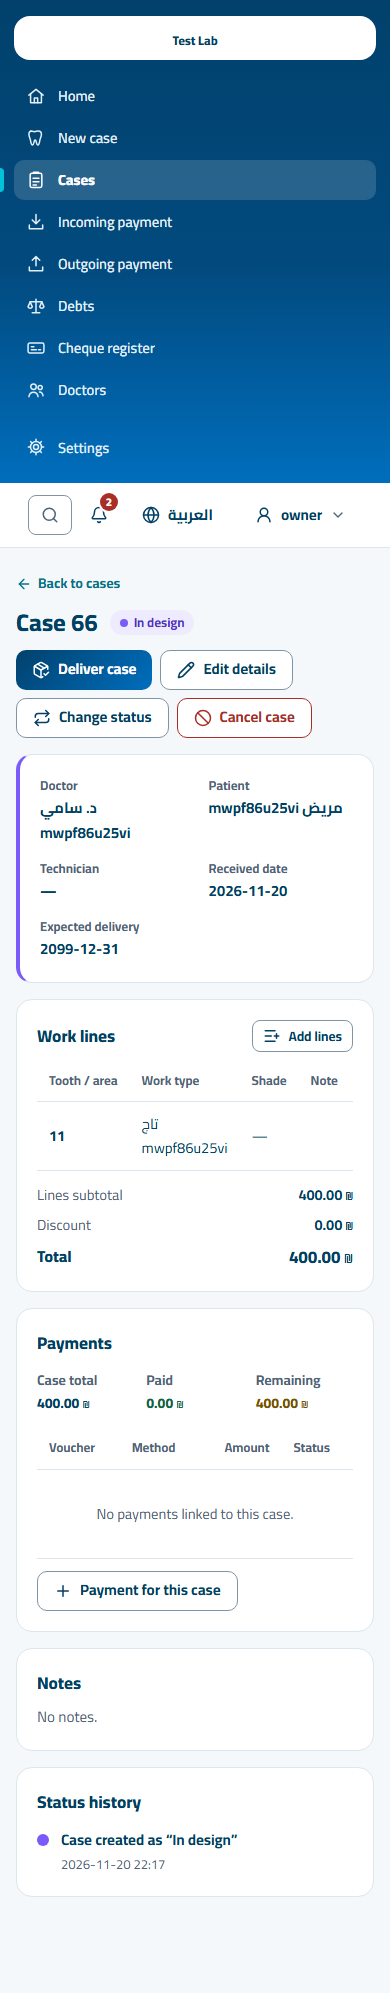 Test Lab
Home
New case
Cases
Incoming payment
Outgoing payment
Debts
Cheque register
Doctors
Settings
2
العربية
owner
Back to cases
Case 66 In design
Deliver case Edit details
Change status Cancel case
Doctor Patient
د. سامي mwpf86u25vi مريض
mwpf86u25vi
Technician Received date
— 2026-11-20
Expected delivery
2099-12-31
Work lines Add lines
Tooth / area Work type Shade Note
11 تاج —
mwpf86u25vi
Lines subtotal 400.00 ₪
Discount 0.00 ₪
Total 400.00 ₪
Payments
Case total Paid Remaining
400.00 ₪ 0.00 ₪ 400.00 ₪
Voucher Method Amount Status
No payments linked to this case.
Payment for this case
Notes
No notes.
Status history
Case created as “In design”
2026-11-20 22:17